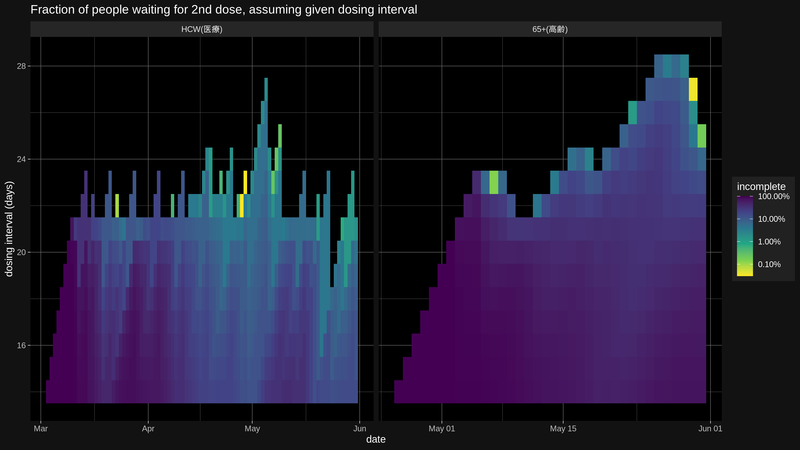 Fraction of people waiting for 2nd dose, assuming given dosing interval
HCW(医療)
65+(高齢)
dosing interval (days)
28
24
20
16
Mar
Apr
May
Jun
May 01
May 15
Jun 01
date
incomplete
100.00%
10.00%
1.00%
0.10%